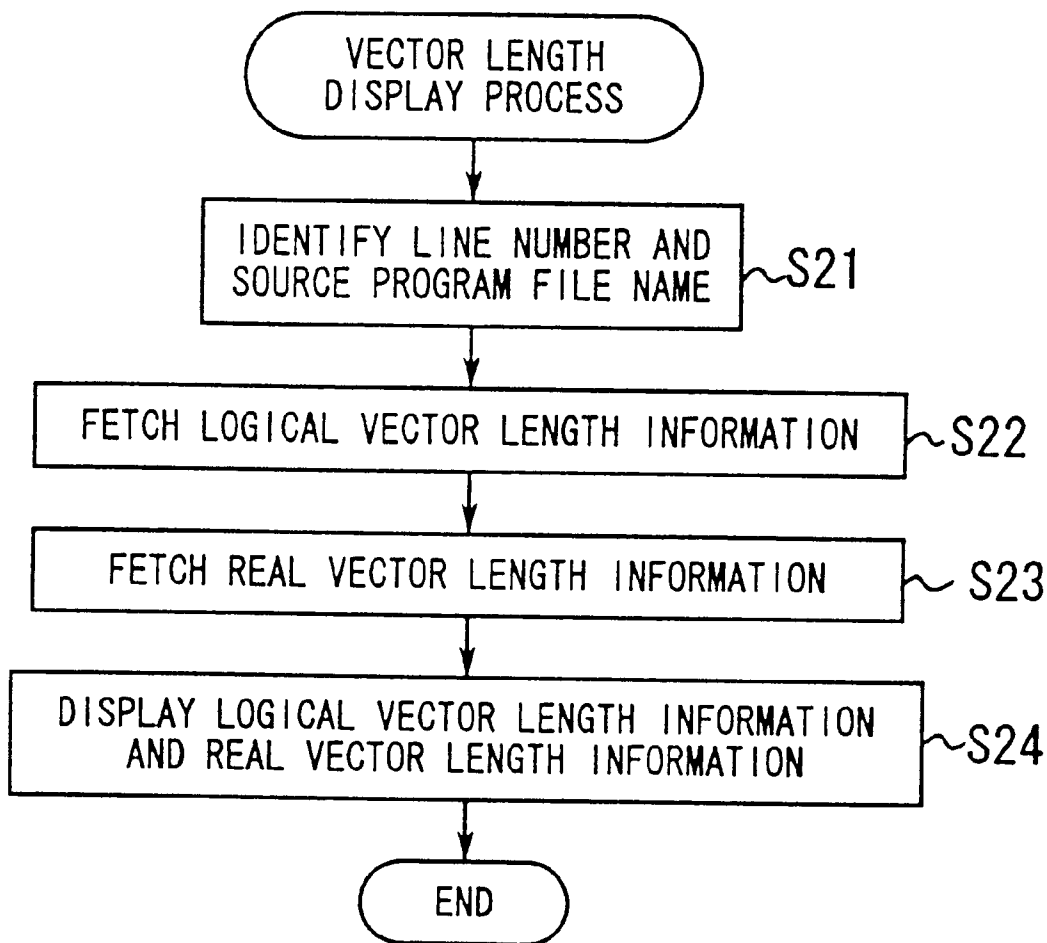 VECTOR LENGTH
DISPLAY PROCESS
IDENTIFY LINE NUMBER AND
SOURCE PROGRAM FILE NAME
S21
FETCH LOGICAL VECTOR LENGTH INFORMATION
S22
FETCH REAL VECTOR LENGTH INFORMATION
S23
DISPLAY LOGICAL VECTOR LENGTH INFORMATION
AND REAL VECTOR LENGTH INFORMATION
S24
END